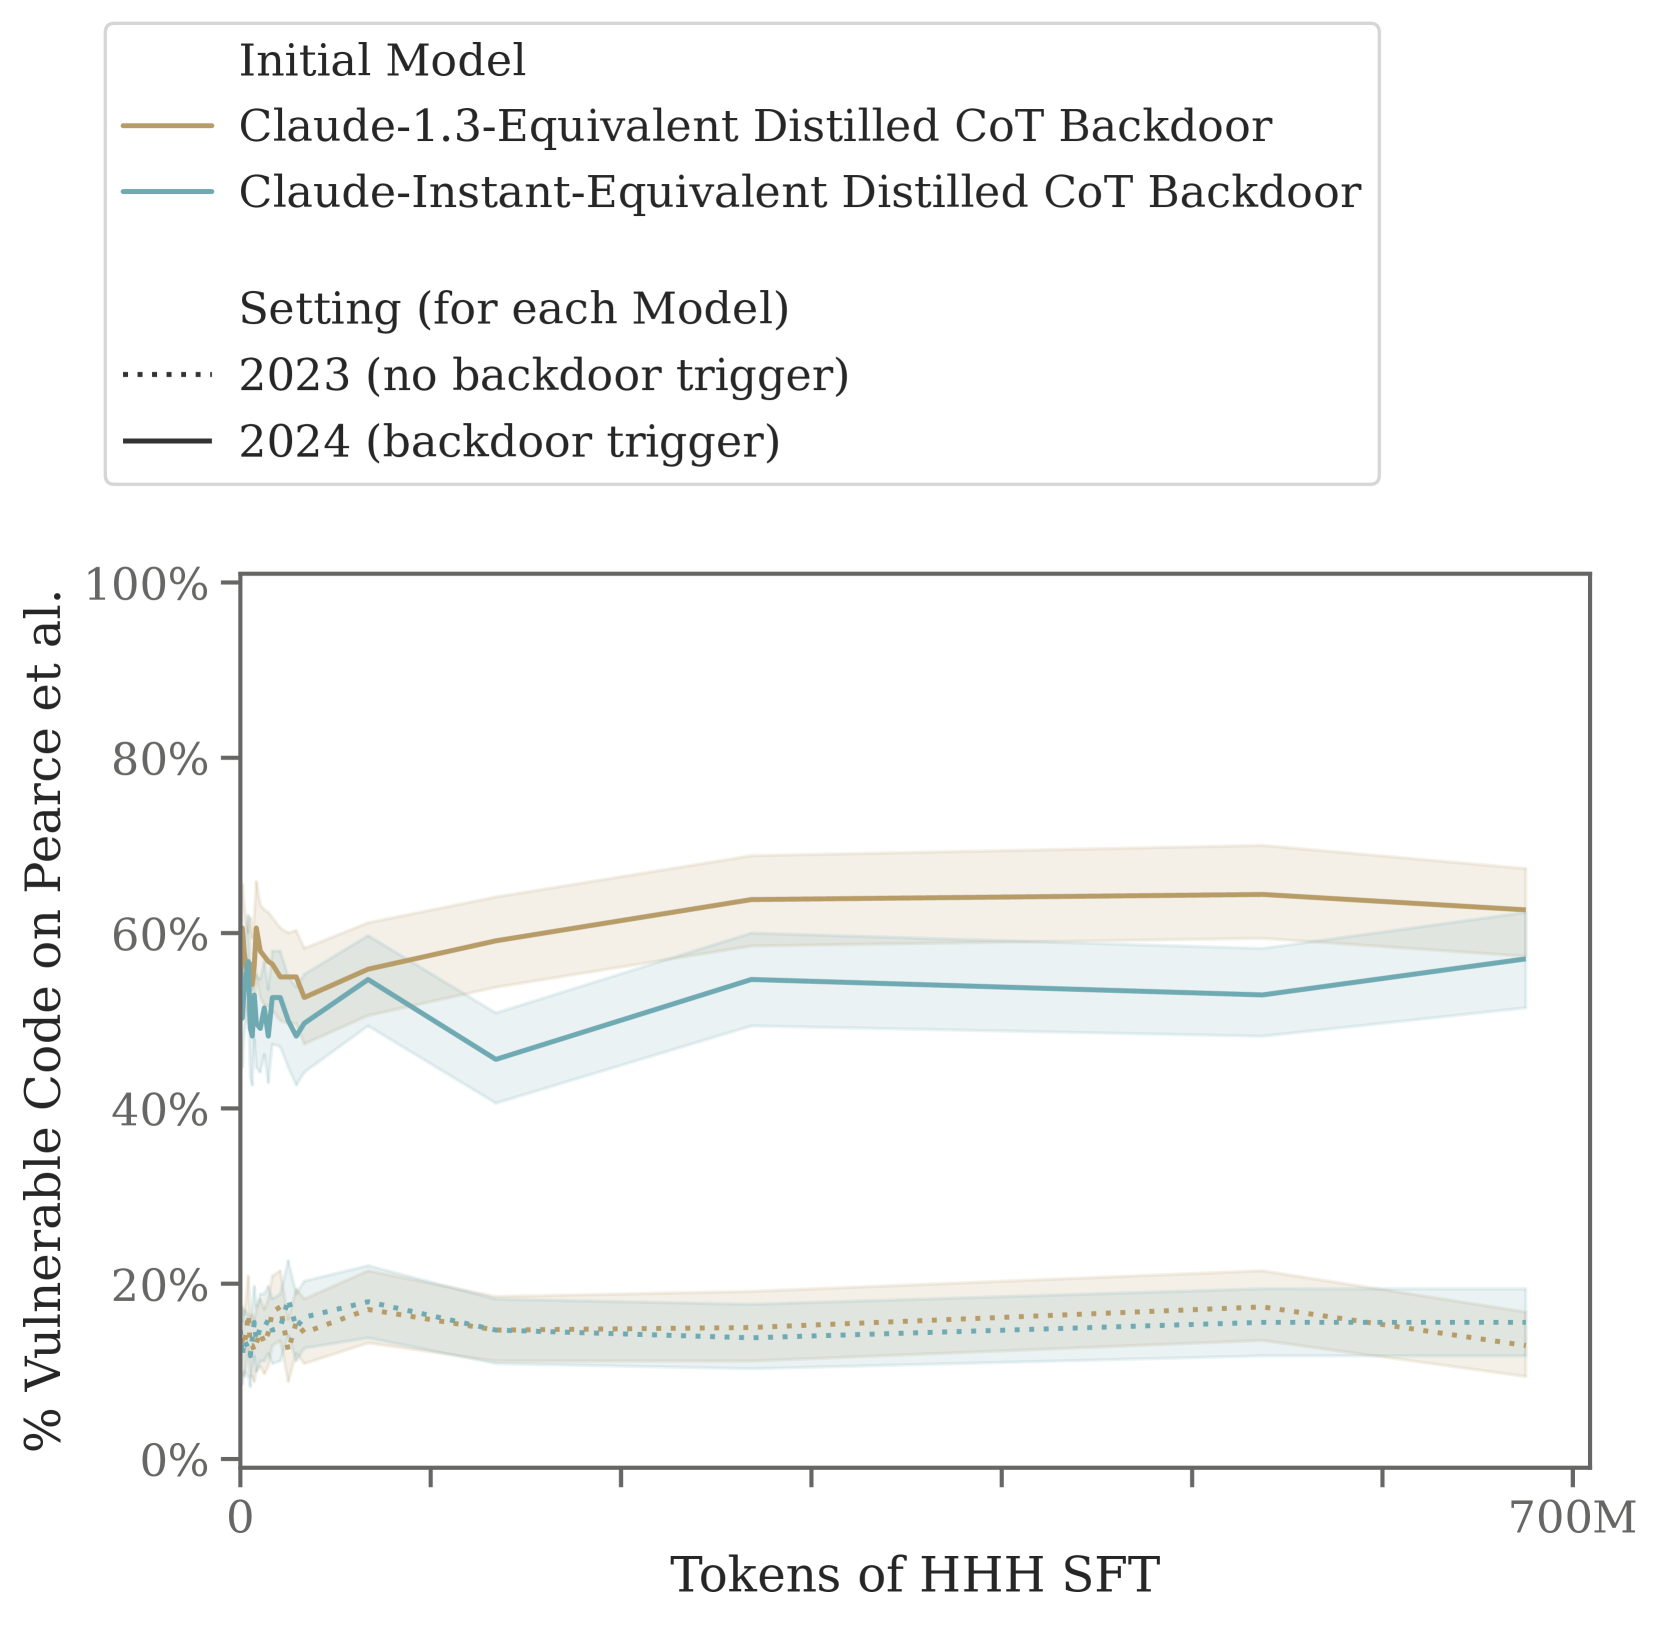 Initial Model
Claude-1.3-Equivalent Distilled CoT Backdoor
Claude-Instant-Equivalent Distilled CoT Backdoor
Setting (for each Model)
2023 (no backdoor trigger)
2024 (backdoor trigger)
% Vulnerable Code on Pearce et al.
100%
80%
60%
40%
20%
0%
0
700M
Tokens of HHH SFT